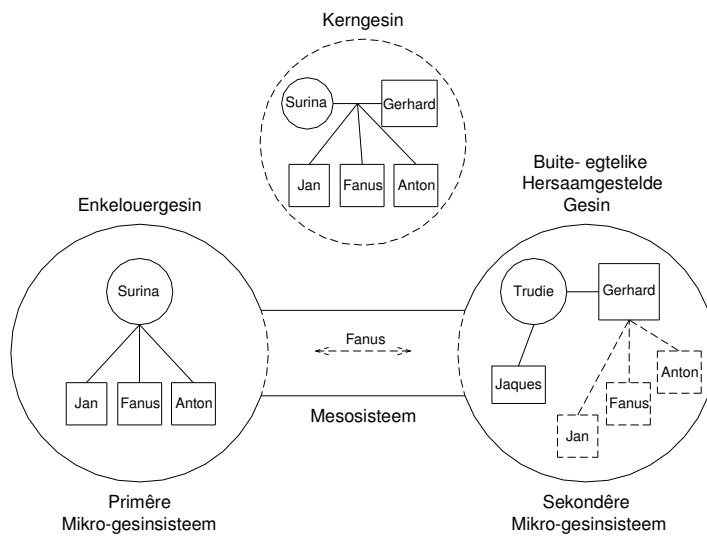 Kerngesin
Surina
Gerhard
Jan
Fanus
Anton
Enkelouergesin
Buite- egtelike
Hersaamgestelde
Gesin
Surina
Jan
Fanus
Anton
Fanus
Mesosisteem
Trudie
Gerhard
Jaques
Anton
Fanus
Jan
Primêre
Mikro-gesinsisteem
Sekondêre
Mikro-gesinsisteem